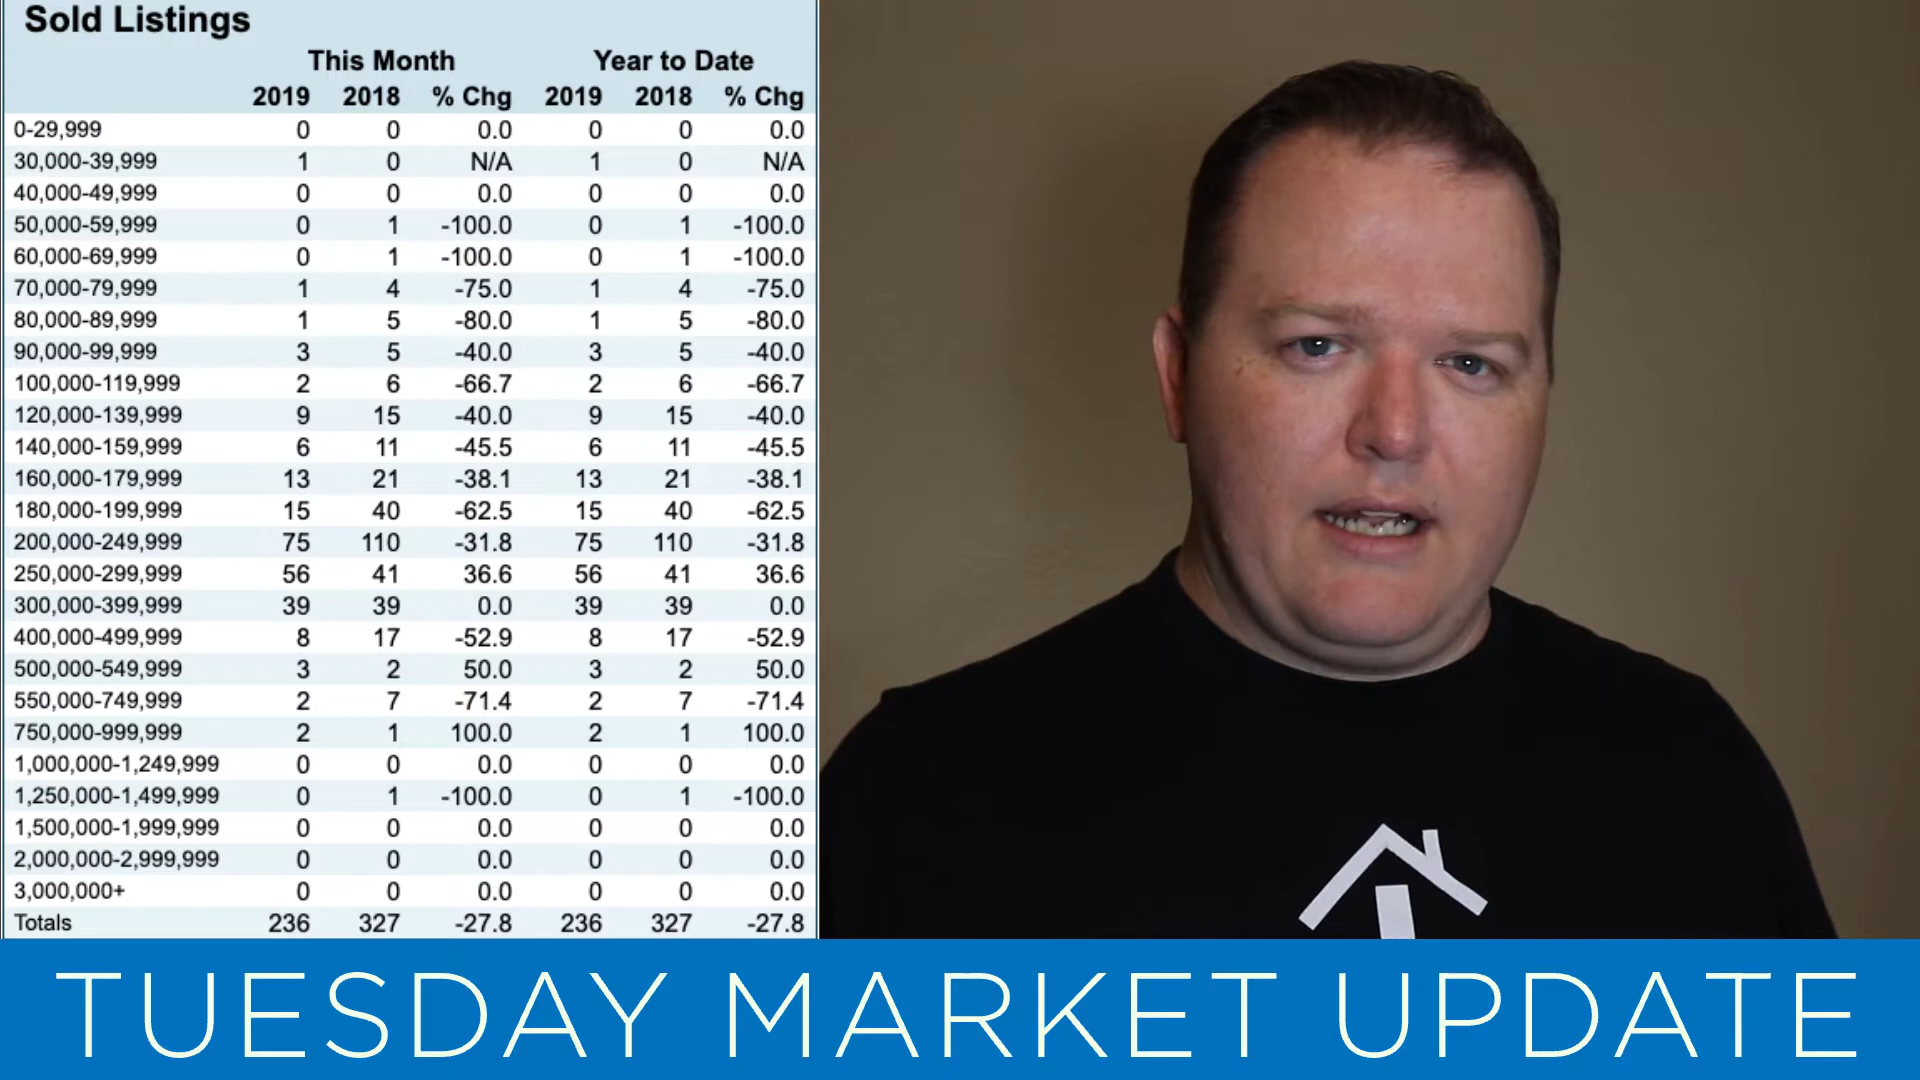 Sold Listings
This Month Year to Date
2019 2018 % Chg 2019 2018 % Chg
0-29,999 0 0 0.0 0 0 0.0
30,000-39,999 1 0 N/A 1 0 N/A
40,000-49,999 0 0 0.0 0 0 0.0
50,000-59,999 0 1 -100.0 0 1 -100.0
60,000-69,999 0 1 -100.0 0 1 -100.0
70,000-79,999 1 4 -75.0 1 4 -75.0
80,000-89,999 1 5 -80.0 1 5 -80.0
90,000-99,999 3 5 -40.0 3 5 -40.0
100,000-119,999 2 6 -66.7 2 6 -66.7
120,000-139,999 9 15 -40.0 9 15 -40.0
140,000-159,999 6 11 -45.5 6 11 -45.5
160,000-179,999 13 21 -38.1 13 21 -38.1
180,000-199,999 15 40 -62.5 15 40 -62.5
200,000-249,999 75 110 -31.8 75 110 -31.8
250,000-299,999 56 41 36.6 56 41 36.6
300,000-399,999 39 39 0.0 39 39 0.0
400,000-499,999 8 17 -52.9 8 17 -52.9
500,000-549,999 3 2 50.0 3 2 50.0
550,000-749,999 2 7 -71.4 2 7 -71.4
750,000-999,999 2 1 100.0 2 1 100.0
1,000,000-1,249,999 0 0 0.0 0 0 0.0
1,250,000-1,499,999 0 1 -100.0 0 1 -100.0
1,500,000-1,999,999 0 0 0.0 0 0 0.0
2,000,000-2,999,999 0 0 0.0 0 0 0.0
3,000,000+ 0 0 0.0 0 0 0.0
Totals 236 327 -27.8 236 327 -27.8
TUESDAY MARKET UPDATE